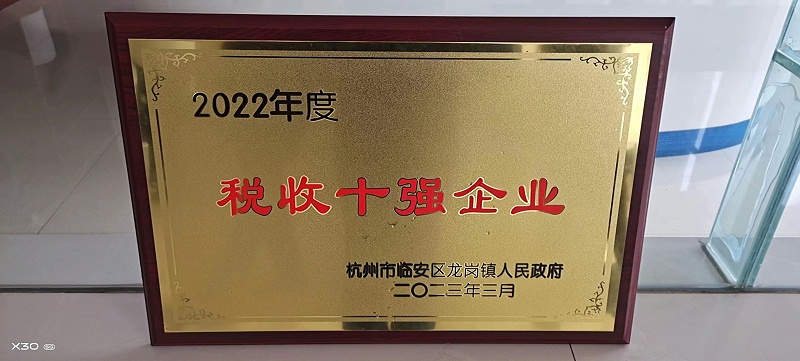 2022年度
税收十强企业
杭州市临安区龙岗镇人民政府
二〇二三年三月
X30 5G